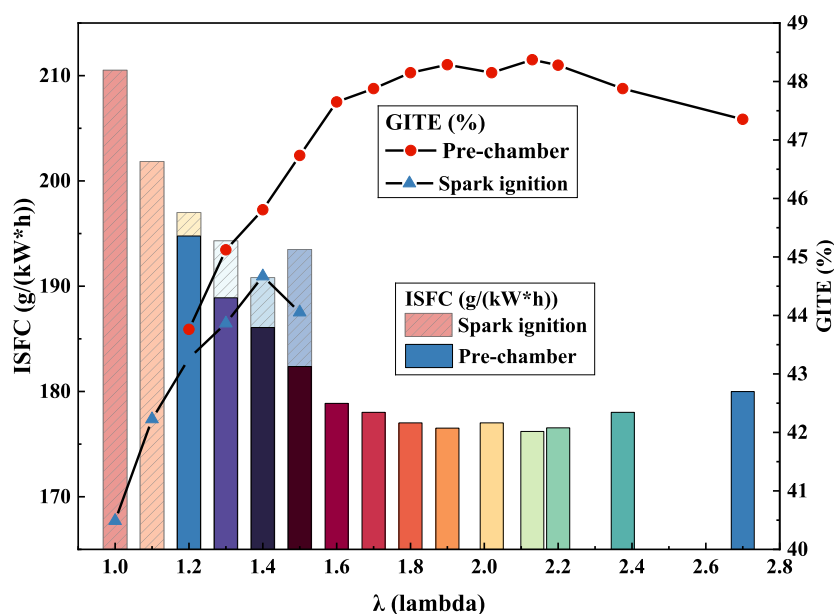 GITE (%)
Pre-chamber
Spark ignition
ISFC (g/(kW*h))
Spark ignition
Pre-chamber
210
200
190
180
170
ISFC (g/(kW*h))
49
48
47
46
45
44
43
42
41
40
GITE (%)
1.0 1.2 1.4 1.6 1.8 2.0 2.2 2.4 2.6 2.8
λ (lambda)